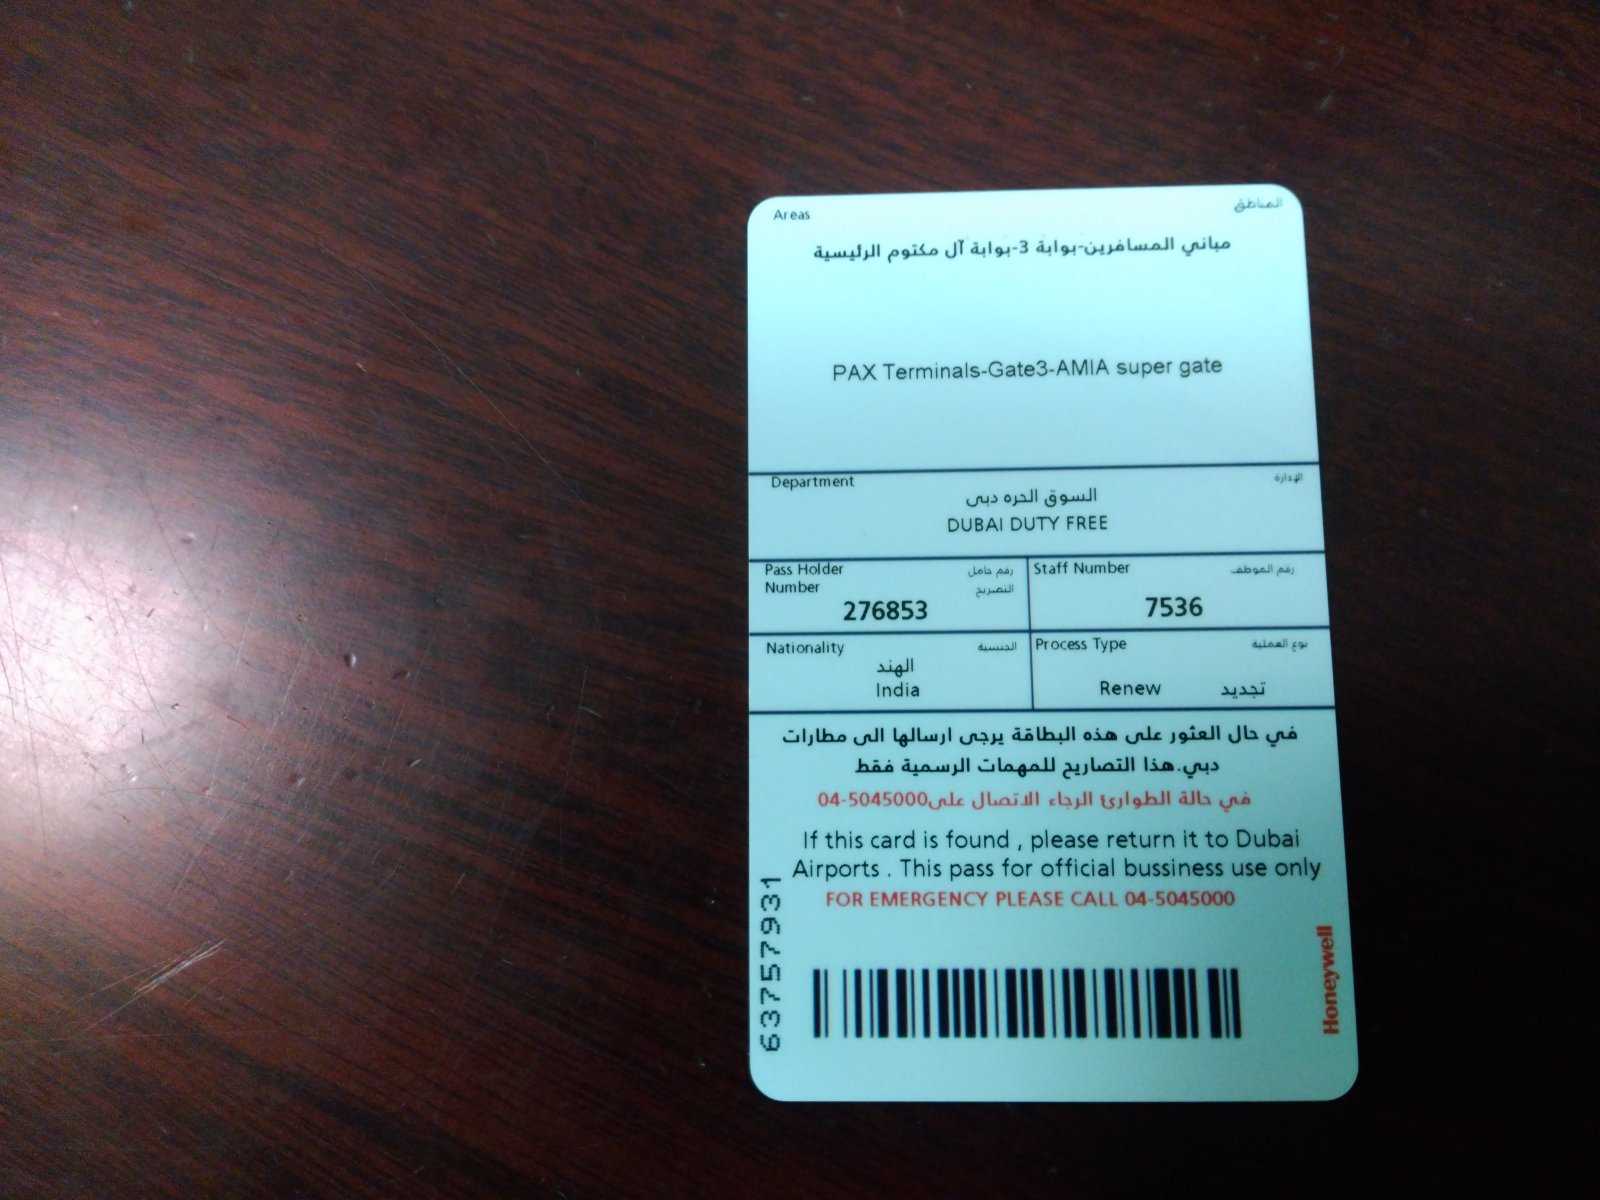 Areas المناطق
مباني المسافرين-بوابة 3-بوابة آل مكتوم الرئيسية
PAX Terminals-Gate3-AMIA super gate
Department الإدارة
السوق الحره دبى
DUBAI DUTY FREE
Pass Holder رقم حامل
Number التصريح
276853
Staff Number رقم الموظف
7536
Nationality الجنسية
الهند
India
Process Type نوع العملية
Renew تجديد
في حال العثور على هذه البطاقة يرجى ارسالها الى مطارات
دبي.هذا التصاريح للمهمات الرسمية فقط
في حالة الطوارئ الرجاء الاتصال على04-5045000
If this card is found , please return it to Dubai
Airports . This pass for official bussiness use only
FOR EMERGENCY PLEASE CALL 04-5045000
63757931
Honeywell